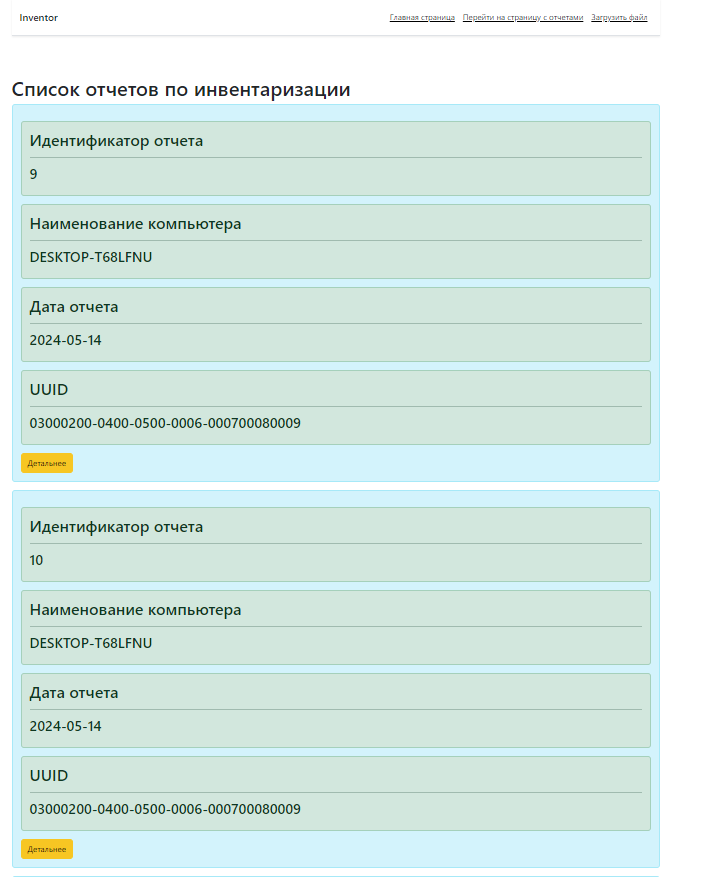 Inventor
Главная страница Перейти на страницу с отчетами Загрузить файл
Список отчетов по инвентаризации
Идентификатор отчета
9
Наименование компьютера
DESKTOP-T68LFNU
Дата отчета
2024-05-14
UUID
03000200-0400-0500-0006-000700080009
Детальнее
Идентификатор отчета
10
Наименование компьютера
DESKTOP-T68LFNU
Дата отчета
2024-05-14
UUID
03000200-0400-0500-0006-000700080009
Детальнее